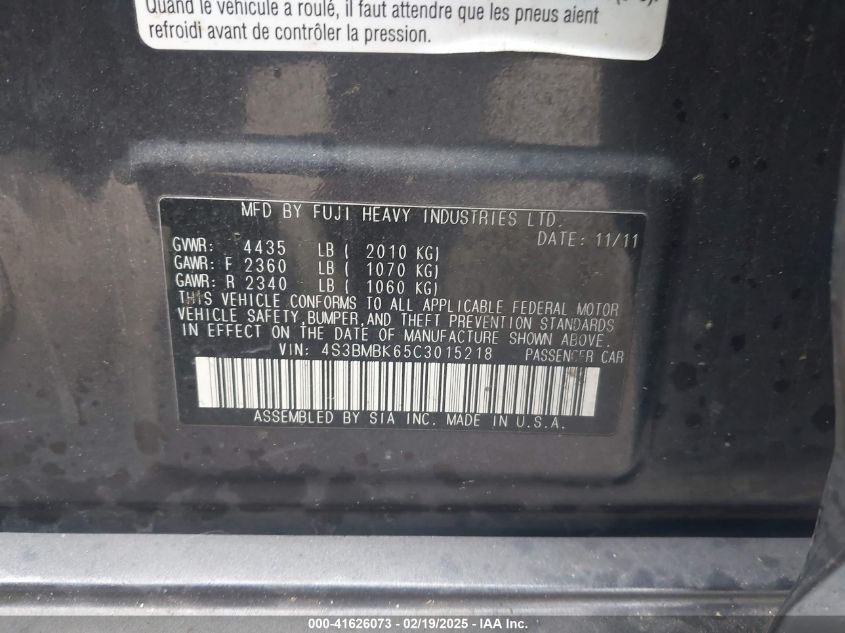 Quand le véhicule a roulé, il faut attendre que les pneus aient
refroidi avant de contrôler la pression.
MFD BY FUJI HEAVY INDUSTRIES LTD.
DATE: 11/11
GVWR: 4435 LB ( 2010 KG)
GAWR: F 2360 LB ( 1070 KG)
GAWR: R 2340 LB ( 1060 KG)
THIS VEHICLE CONFORMS TO ALL APPLICABLE FEDERAL MOTOR
VEHICLE SAFETY,BUMPER,AND THEFT PREVENTION STANDARDS
IN EFFECT ON THE DATE OF MANUFACTURE SHOWN ABOVE.
VIN: 4S3BMBK65C3015218 PASSENGER CAR
ASSEMBLED BY SIA INC. MADE IN U.S.A.
000-41626073 - 02/19/2025 - IAA Inc.